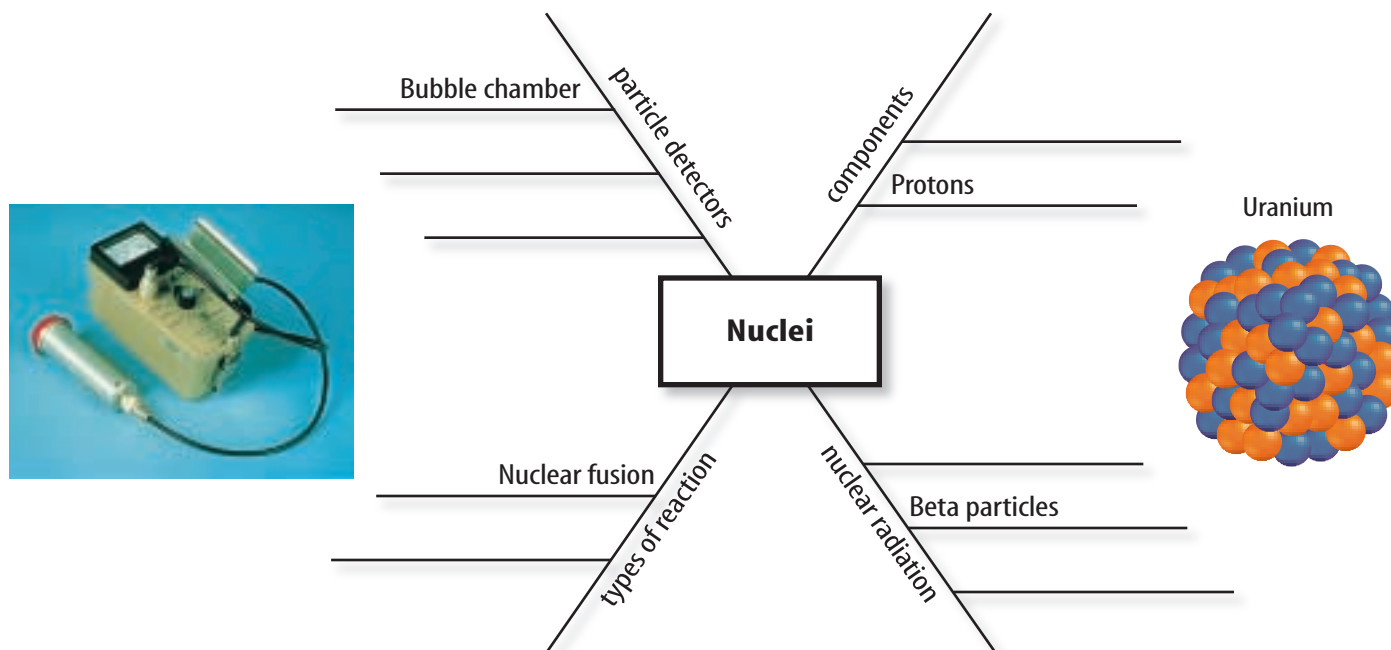 Bubble chamber
particle detectors
components
Protons
Uranium
Nuclei
Nuclear fusion
types of reaction
nuclear radiation
Beta particles